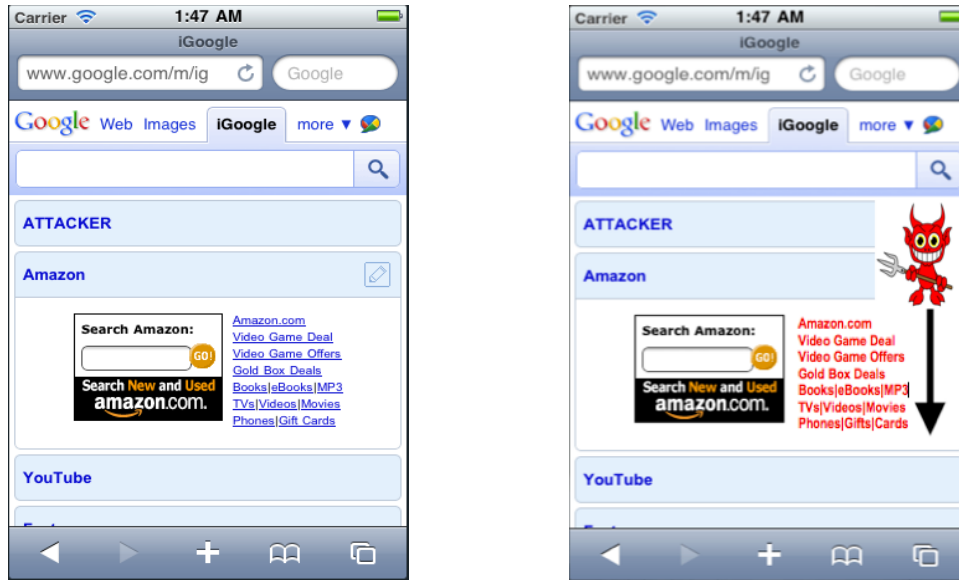 Carrier 1:47 AM
iGoogle
www.google.com/m/ig Google
Google Web Images iGoogle more ▼
ATTACKER
Amazon
Search Amazon:
GO!
Search New and Used
amazon.com.
Amazon.com
Video Game Deal
Video Game Offers
Gold Box Deals
Books|eBooks|MP3
TVs|Videos|Movies
Phones|Gift Cards
YouTube
Carrier 1:47 AM
iGoogle
www.google.com/m/ig Google
Google Web Images iGoogle more ▼
ATTACKER
Amazon
Search Amazon:
GO!
Search New and Used
amazon.com.
Amazon.com
Video Game Deal
Video Game Offers
Gold Box Deals
Books|eBooks|MP3
TVs|Videos|Movies
Phones|Gifts|Cards
YouTube